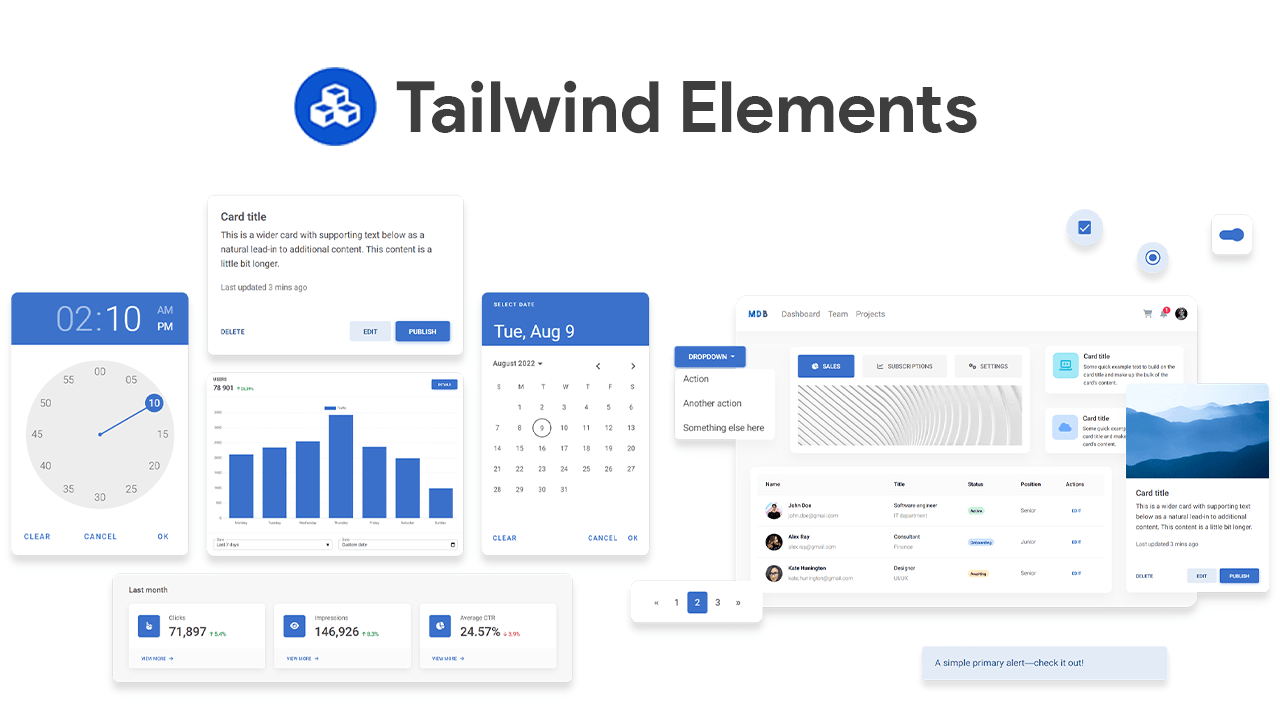 Tailwind Elements
Card title
This is a wider card with supporting text below as a
natural lead-in to additional content. This content is a
little bit longer.
Last updated 3 mins ago
DELETE
EDIT
PUBLISH
02:10
AM
PM
00
55
05
50
10
45
15
40
20
35
25
30
CLEAR
CANCEL
OK
USERS
78 901
Monday
Tuesday
Wednesday
Thursday
Friday
Saturday
Sunday
Last 7 days
Custom date
SELECT DATE
Tue, Aug 9
August 2022
S M T W T F S
1 2 3 4 5 6
7 8 9 10 11 12 13
14 15 16 17 18 19 20
21 22 23 24 25 26 27
28 29 30 31
CLEAR
CANCEL
OK
Last month
Clicks
71,897 5.4%
VIEW MORE →
Impressions
146,926
VIEW MORE →
Average CTR
24.57% 3.9%
VIEW MORE →
MDB
Dashboard
Team
Projects
1
DROPDOWN
Action
Another action
Something else here
SALES
SUBSCRIPTIONS
SETTINGS
Card title
Some quick example text to build on the
card title and make up the bulk of the
card's content.
Card title
Some quick
card title and make
card's content.
Name Title Status Position Actions
John Doe
john.doe@gmail.com
Software engineer
IT department
Active
Senior
EDIT
Alex Ray
alex.ray@gmail.com
Consultant
Finance
Onboarding
Junior
EDIT
Kate Hunington
kate.hunington@gmail.com
Designer
UI/UX
Awaiting
Senior
EDIT
Card title
This is a wider card with supporting text
below as a natural lead-in to additional
content. This content is a little bit longer.
Last updated 3 mins ago
DELETE
EDIT
PUBLISH
« 1 2 3 »
A simple primary alert—check it out!